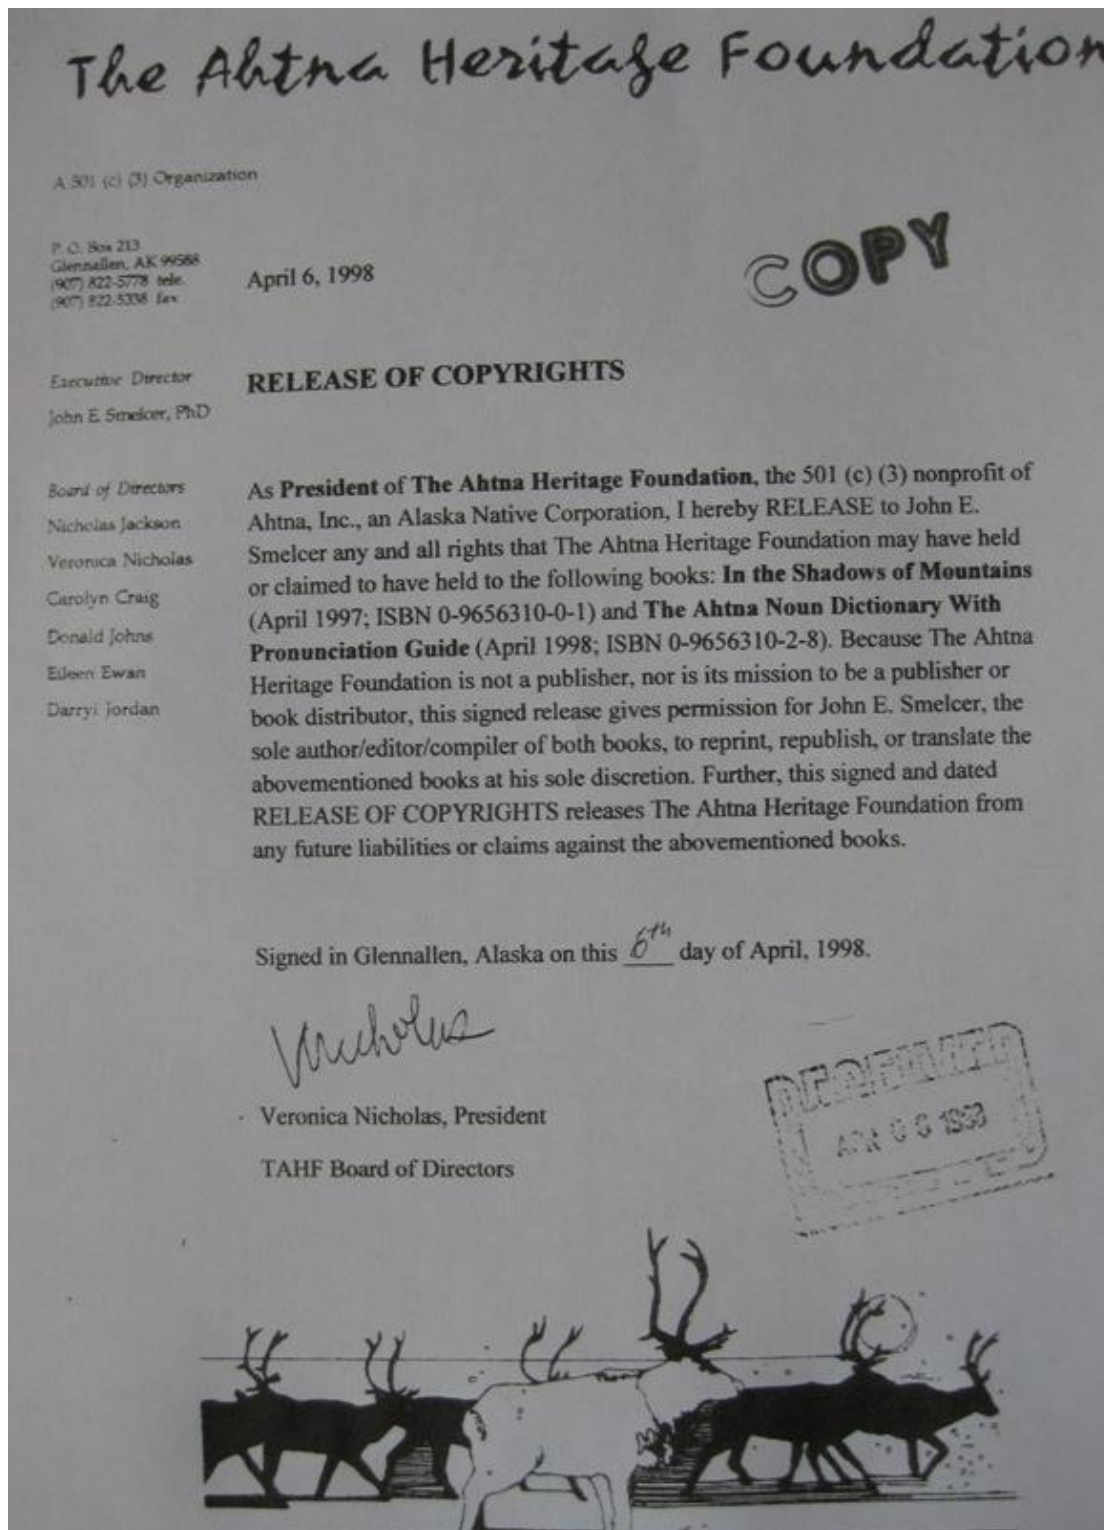 The Ahtna Heritage Foundation
A 501 (c) (3) Organization
P. O. Box 213
Glennallen, AK 99588
(907) 822-5778 tele.
(907) 822-5338 fax
April 6, 1998
COPY
Executive Director
John E Smelcer, PhD
RELEASE OF COPYRIGHTS
Board of Directors
Nicholas Jackson
Veronica Nicholas
Carolyn Craig
Donald Johns
Eileen Ewan
Darryl Jordan
As President of The Ahtna Heritage Foundation, the 501 (c) (3) nonprofit of
Ahtna, Inc., an Alaska Native Corporation, I hereby RELEASE to John E.
Smelcer any and all rights that The Ahtna Heritage Foundation may have held
or claimed to have held to the following books: In the Shadows of Mountains
(April 1997; ISBN 0-9656310-0-1) and The Ahtna Noun Dictionary With
Pronunciation Guide (April 1998; ISBN 0-9656310-2-8). Because The Ahtna
Heritage Foundation is not a publisher, nor is its mission to be a publisher or
book distributor, this signed release gives permission for John E. Smelcer, the
sole author/editor/compiler of both books, to reprint, republish, or translate the
abovementioned books at his sole discretion. Further, this signed and dated
RELEASE OF COPYRIGHTS releases The Ahtna Heritage Foundation from
any future liabilities or claims against the abovementioned books.
Signed in Glennallen, Alaska on this 6th day of April, 1998.
VNicholas
Veronica Nicholas, President
TAHF Board of Directors
APR 06 1998